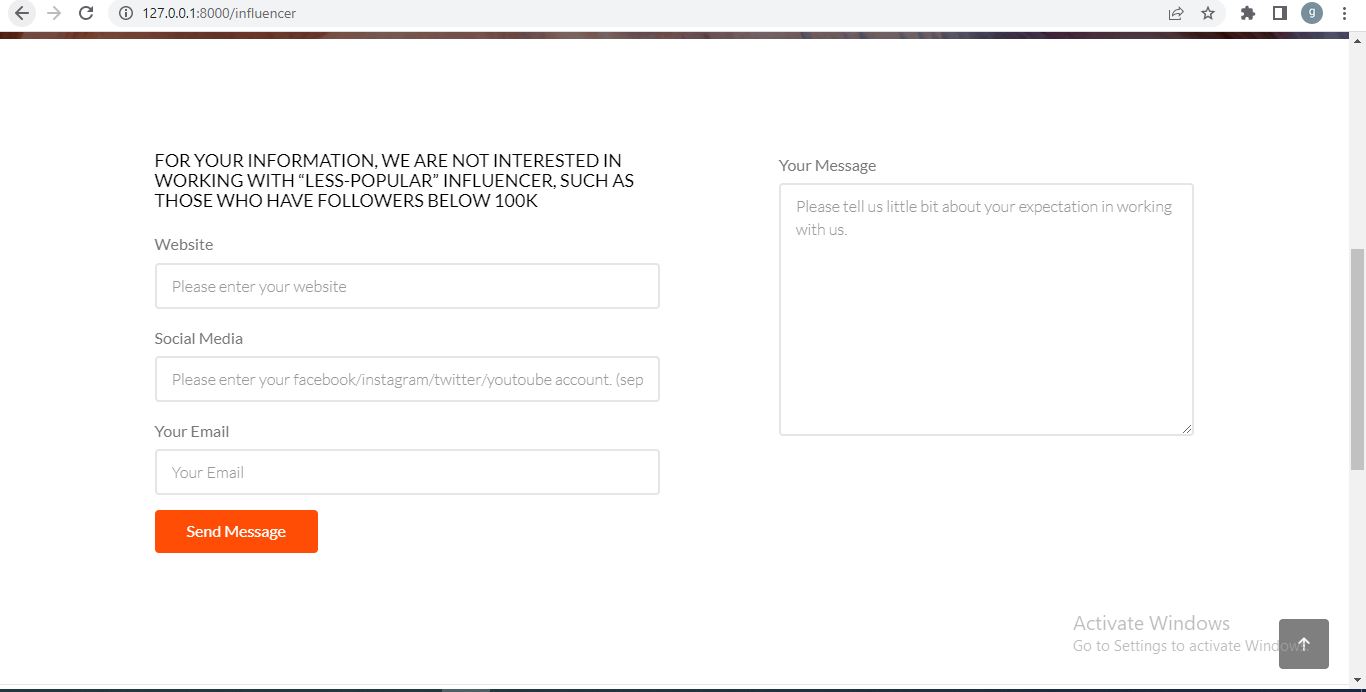 127.0.0.1:8000/influencer
g
FOR YOUR INFORMATION, WE ARE NOT INTERESTED IN
WORKING WITH “LESS-POPULAR” INFLUENCER, SUCH AS
THOSE WHO HAVE FOLLOWERS BELOW 100K
Website
Please enter your website
Social Media
Please enter your facebook/instagram/twitter/youtoube account. (sep
Your Email
Your Email
Send Message
Your Message
Please tell us little bit about your expectation in working
with us.
Activate Windows
Go to Settings to activate Windows.